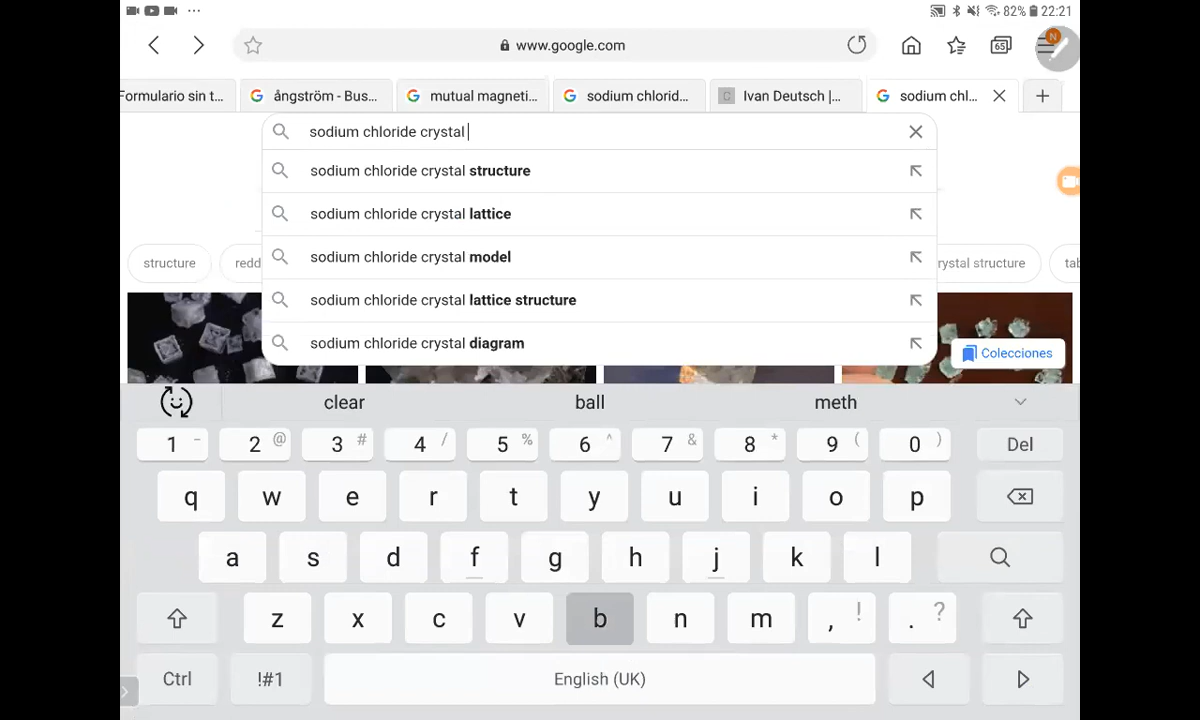 82% 22:21
www.google.com
65
N
Formulario sin t...
ångström - Bus...
mutual magneti...
sodium chlorid...
Ivan Deutsch |...
sodium chl...
sodium chloride crystal
sodium chloride crystal structure
sodium chloride crystal lattice
sodium chloride crystal model
sodium chloride crystal lattice structure
sodium chloride crystal diagram
structure
redd
rystal structure
tab
Colecciones
clear ball meth
1 - 2 @ 3 # 4 / 5 % 6 ^ 7 & 8 * 9 ( 0 ) Del
q w e r t y u i o p
a s d f g h j k l
z x c v b n m , ! . ?
Ctrl !#1 English (UK)